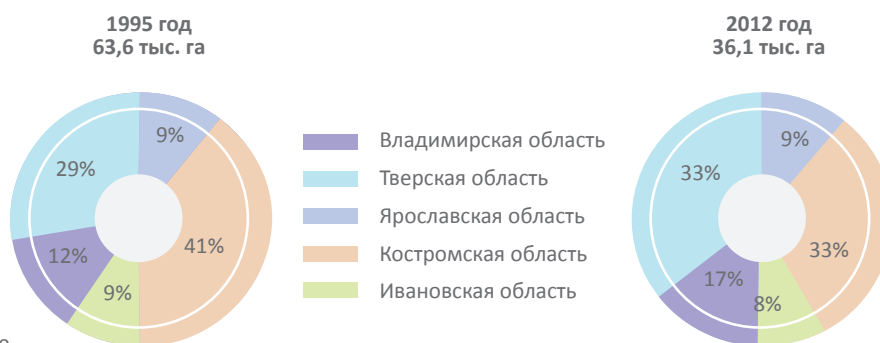 1995 год
63,6 тыс. га
9%
29%
41%
12%
9%
Владимирская область
Тверская область
Ярославская область
Костромская область
Ивановская область
2012 год
36,1 тыс. га
9%
33%
33%
17%
8%